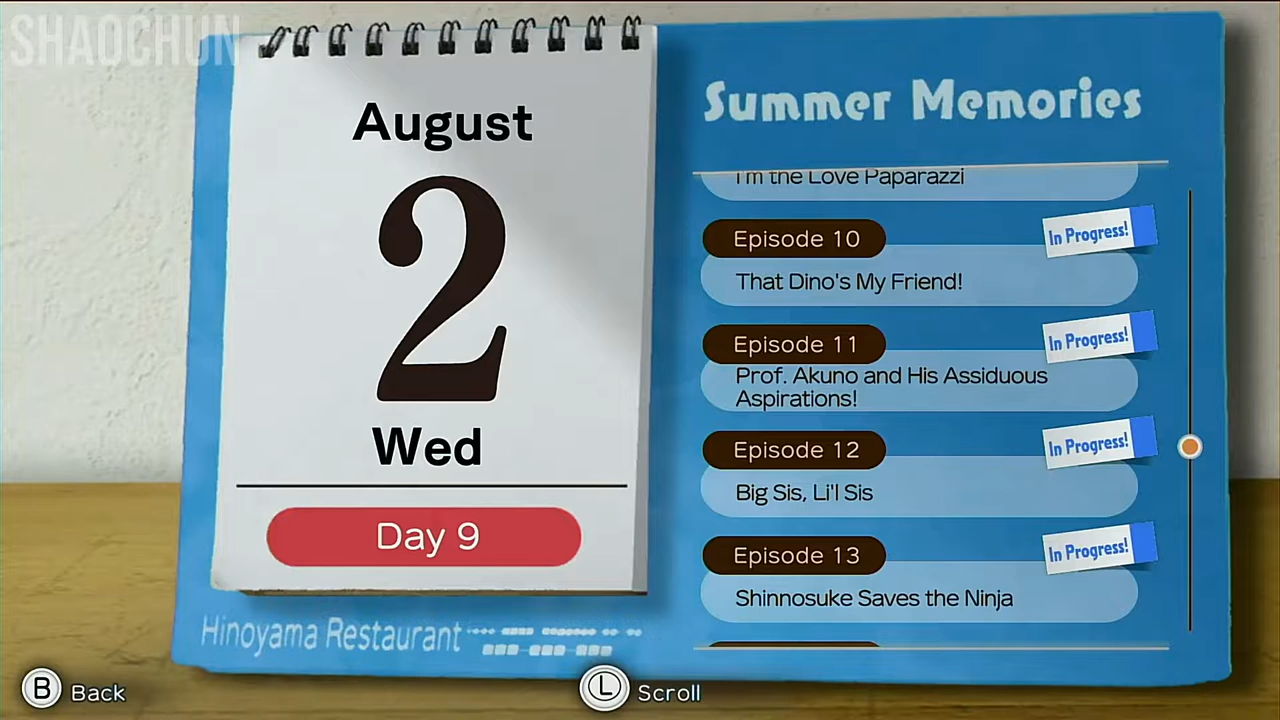 SHAOCHUN
August
2
Wed
Day 9
Hinoyama Restaurant
Summer Memories
I'm the Love Paparazzi
Episode 10
In Progress!
That Dino's My Friend!
Episode 11
In Progress!
Prof. Akuno and His Assiduous
Aspirations!
Episode 12
In Progress!
Big Sis, Li'l Sis
Episode 13
In Progress!
Shinnosuke Saves the Ninja
B Back
L Scroll